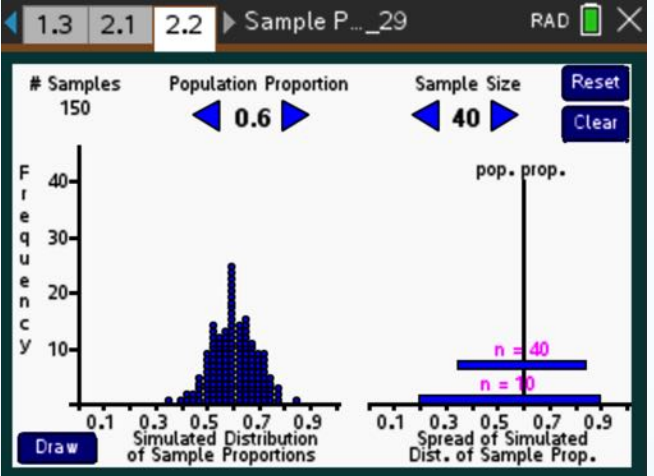 1.3 2.1 2.2 Sample P…_29 RAD
# Samples Population Proportion Sample Size Reset
150 0.6 40 Clear
Frequency
40
30
20
10
0.1 0.3 0.5 0.7 0.9
Simulated Distribution
of Sample Proportions
Draw
pop. prop.
n = 40
n = 10
0.1 0.3 0.5 0.7 0.9
Spread of Simulated
Dist. of Sample Prop.